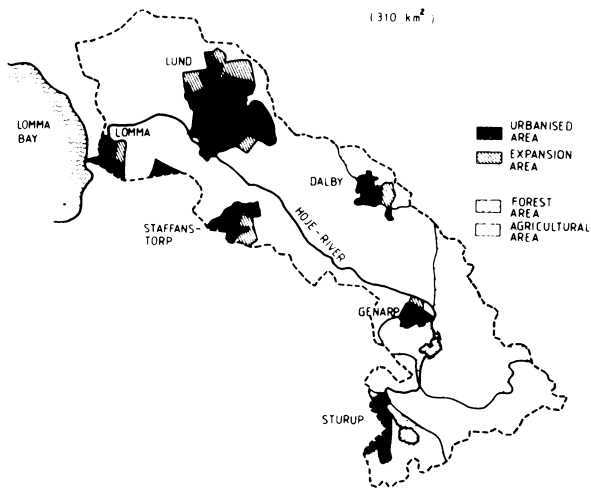 (310 km²)
LUND
LOMMA
BAY
LOMMA
URBANISED
AREA
EXPANSION
AREA
DALBY
FOREST
AREA
AGRICULTURAL
AREA
STAFFANS-
TORP
HÖJE-RIVER
GENARP
STURUP